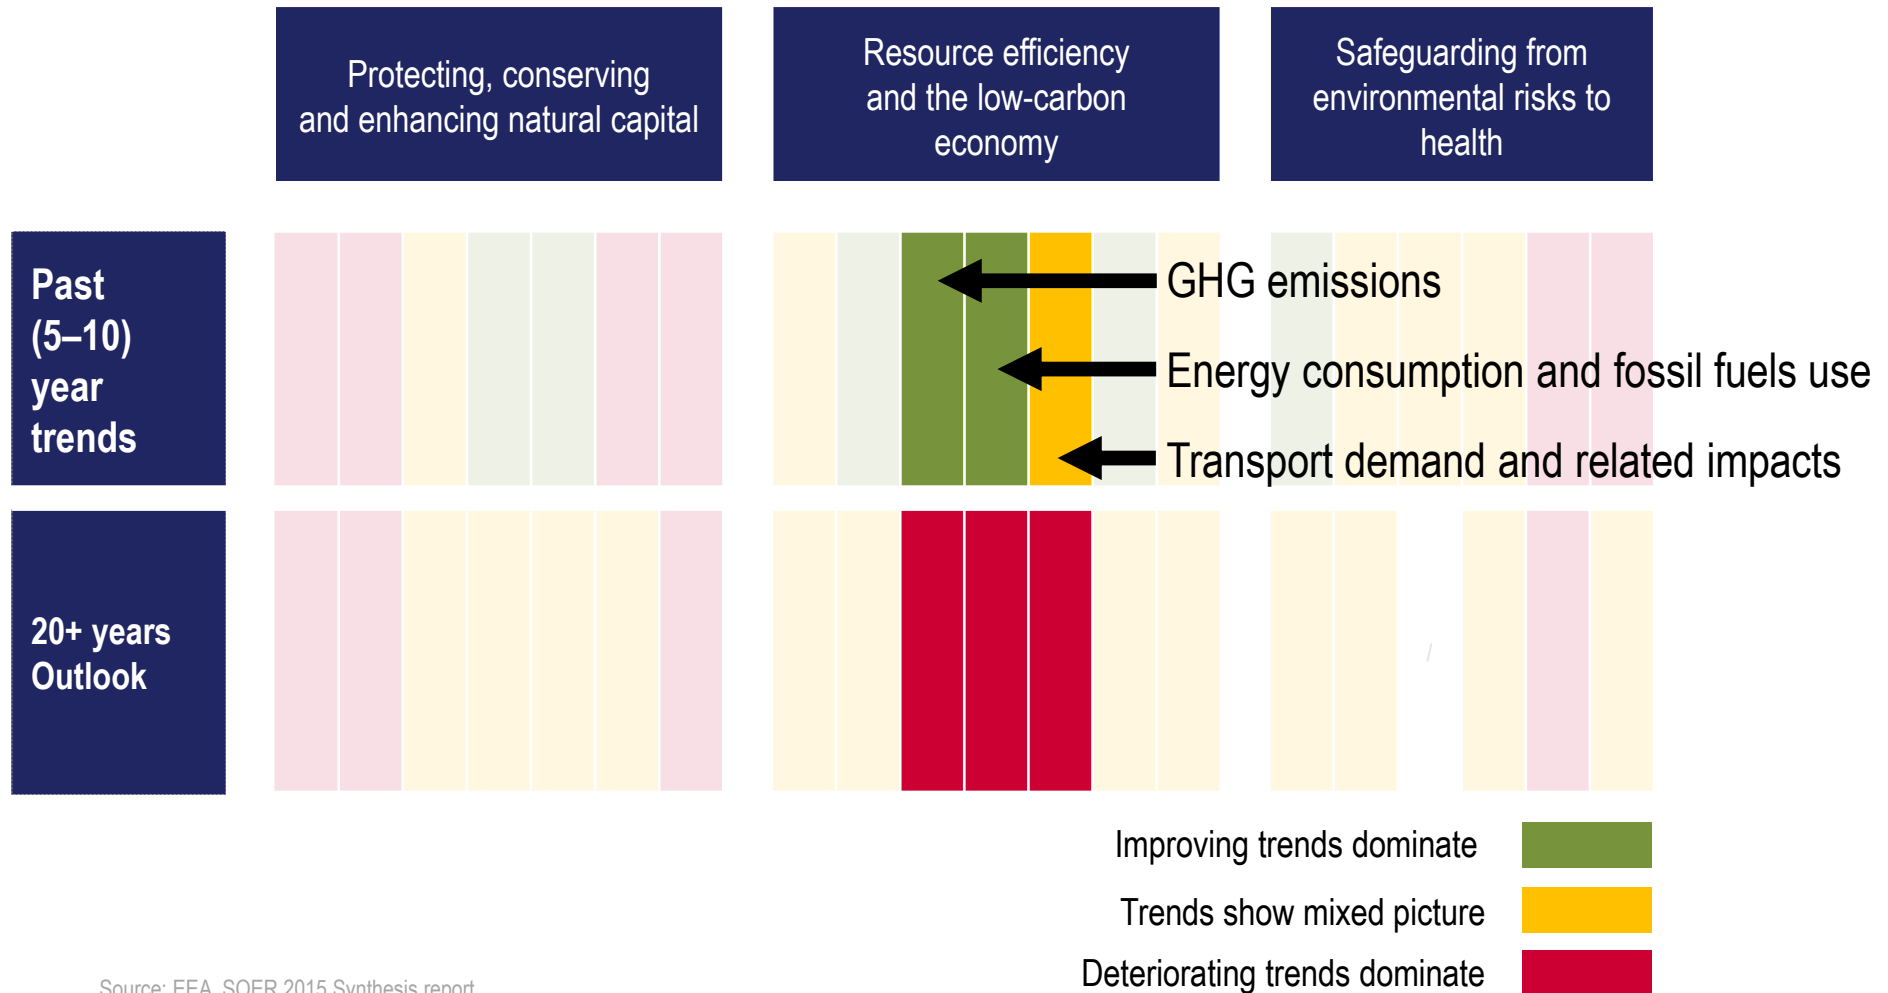 Protecting, conserving
and enhancing natural capital
Resource efficiency
and the low-carbon
economy
Safeguarding from
environmental risks to
health
Past
(5–10)
year
trends
GHG emissions
Energy consumption and fossil fuels use
Transport demand and related impacts
20+ years
Outlook
/
Improving trends dominate
Trends show mixed picture
Deteriorating trends dominate
Source: EEA, SOER 2015 Synthesis report